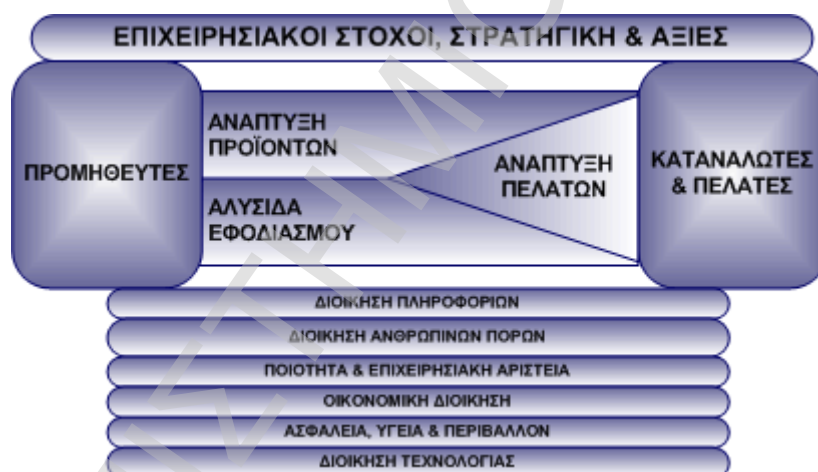 ΕΠΙΧΕΙΡΗΣΙΑΚΟΙ ΣΤΟΧΟΙ, ΣΤΡΑΤΗΓΙΚΗ & ΑΞΙΕΣ
ΠΡΟΜΗΘΕΥΤΕΣ
ΑΝΑΠΤΥΞΗ
ΠΡΟΪΟΝΤΩΝ
ΑΛΥΣΙΔΑ
ΕΦΟΔΙΑΣΜΟΥ
ΑΝΑΠΤΥΞΗ
ΠΕΛΑΤΩΝ
ΚΑΤΑΝΑΛΩΤΕΣ
& ΠΕΛΑΤΕΣ
ΔΙΟΙΚΗΣΗ ΠΛΗΡΟΦΟΡΙΩΝ
ΔΙΟΙΚΗΣΗ ΑΝΘΡΩΠΙΝΩΝ ΠΟΡΩΝ
ΠΟΙΟΤΗΤΑ & ΕΠΙΧΕΙΡΗΣΙΑΚΗ ΑΡΙΣΤΕΙΑ
ΟΙΚΟΝΟΜΙΚΗ ΔΙΟΙΚΗΣΗ
ΑΣΦΑΛΕΙΑ, ΥΓΕΙΑ & ΠΕΡΙΒΑΛΛΟΝ
ΔΙΟΙΚΗΣΗ ΤΕΧΝΟΛΟΓΙΑΣ